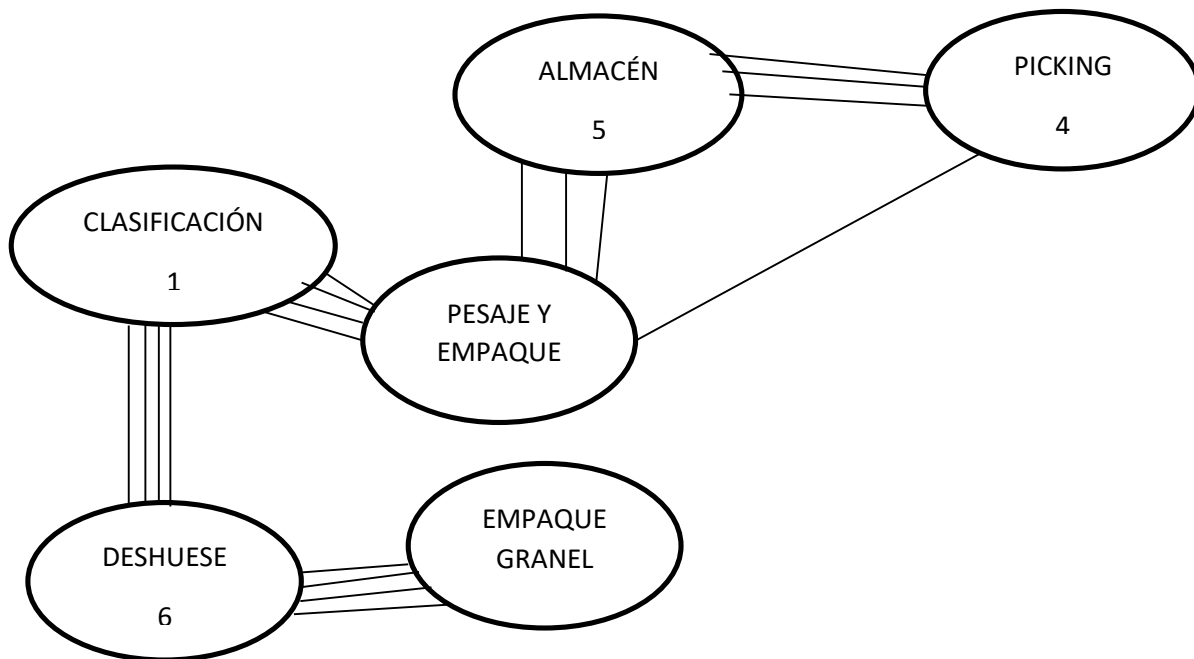 ALMACÉN
5
PICKING
4
CLASIFICACIÓN
1
PESAJE Y
EMPAQUE
EMPAQUE
GRANEL
DESHUESE
6